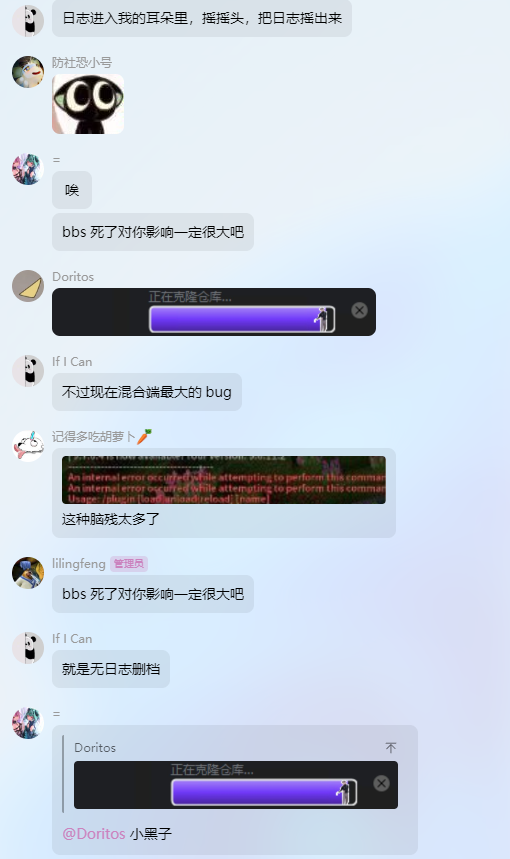 日志进入我的耳朵里，摇摇头，把日志摇出来
防社恐小号
=
唉
bbs 死了对你影响一定很大吧
Doritos
正在克隆仓库...
If I Can
不过现在混合端最大的 bug
记得多吃胡萝卜🥕
An internal error occurred while attempting to perform this comman
An internal error occurred while attempting to perform this comman
Usage: /plugin [load|unload|reload] [name]
这种脑残太多了
lilingfeng 管理员
bbs 死了对你影响一定很大吧
If I Can
就是无日志删档
=
Doritos
正在克隆仓库...
@Doritos 小黑子